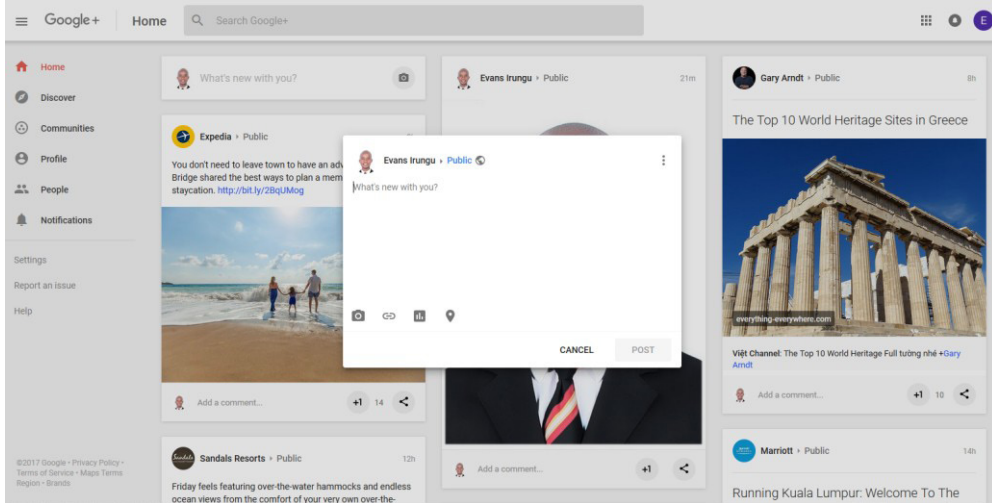 Google+
Home
Search Google+
E
Home
Discover
Communities
Profile
People
Notifications
Settings
Report an issue
Help
©2017 Google • Privacy Policy •
Terms of Service • Maps Terms
Region • Brands
What's new with you?
Expedia › Public
You don't need to leave town to have an adv
Bridge shared the best ways to plan a mem
staycation. http://bit.ly/2BqUMog
Add a comment...
+1 14
Sandals Resorts › Public 12h
Friday feels featuring over-the-water hammocks and endless
ocean views from the comfort of your very own over-the-
Evans Irungu › Public 21m
Evans Irungu › Public
What's new with you?
CANCEL POST
Add a comment...
+1
Gary Arndt › Public 8h
The Top 10 World Heritage Sites in Greece
everything-everywhere.com
Việt Channel: The Top 10 World Heritage Full tường nhé +Gary
Arndt
Add a comment...
+1 10
Marriott › Public 14h
Running Kuala Lumpur: Welcome To The